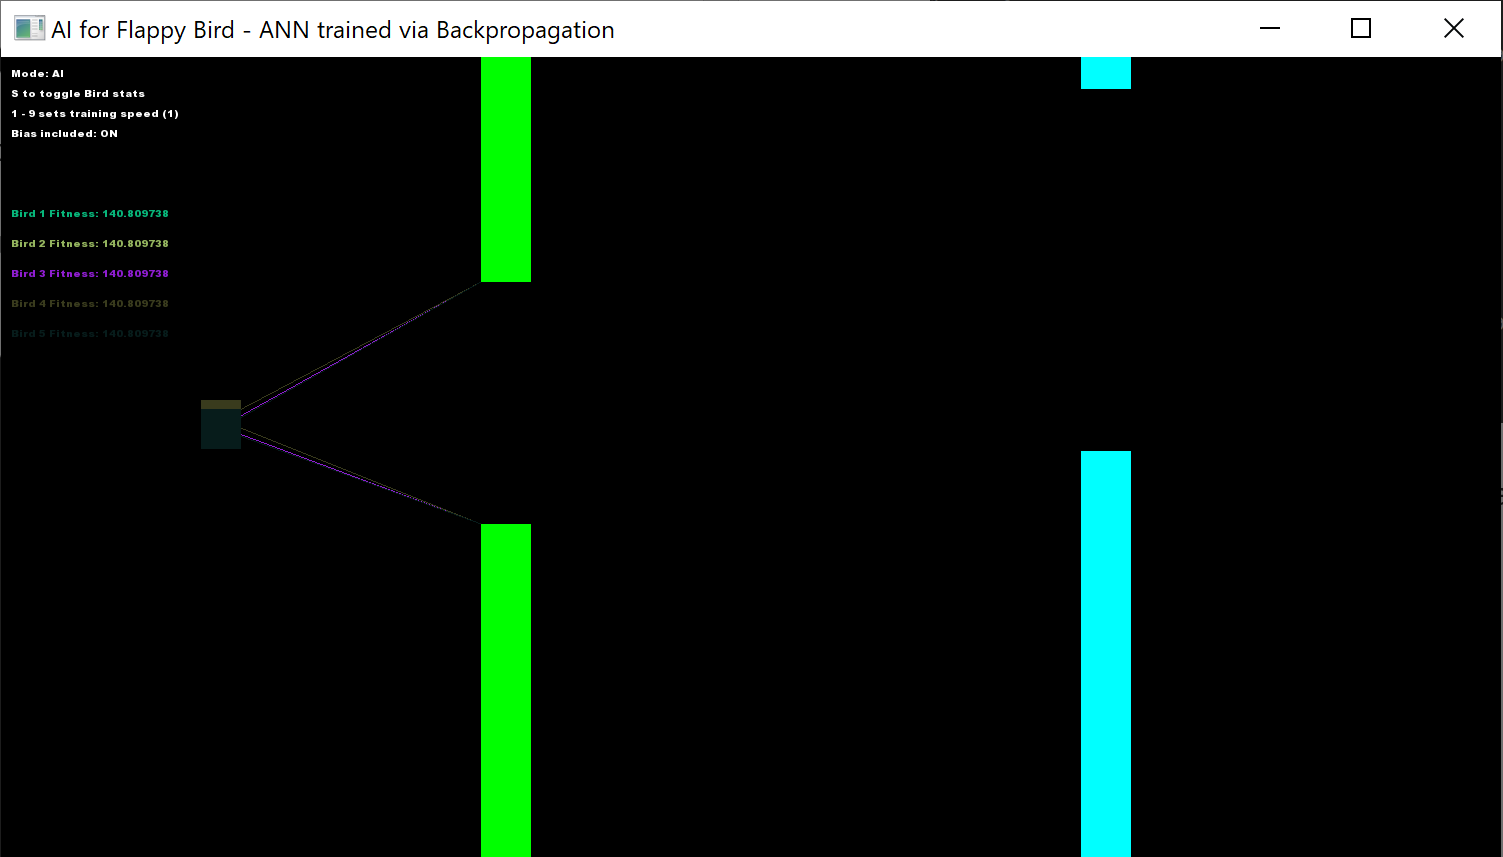 AI for Flappy Bird - ANN trained via Backpropagation
Mode: AI
S to toggle Bird stats
1 - 9 sets training speed (1)
Bias included: ON
Bird 1 Fitness: 140.809738
Bird 2 Fitness: 140.809738
Bird 3 Fitness: 140.809738
Bird 4 Fitness: 140.809738
Bird 5 Fitness: 140.809738